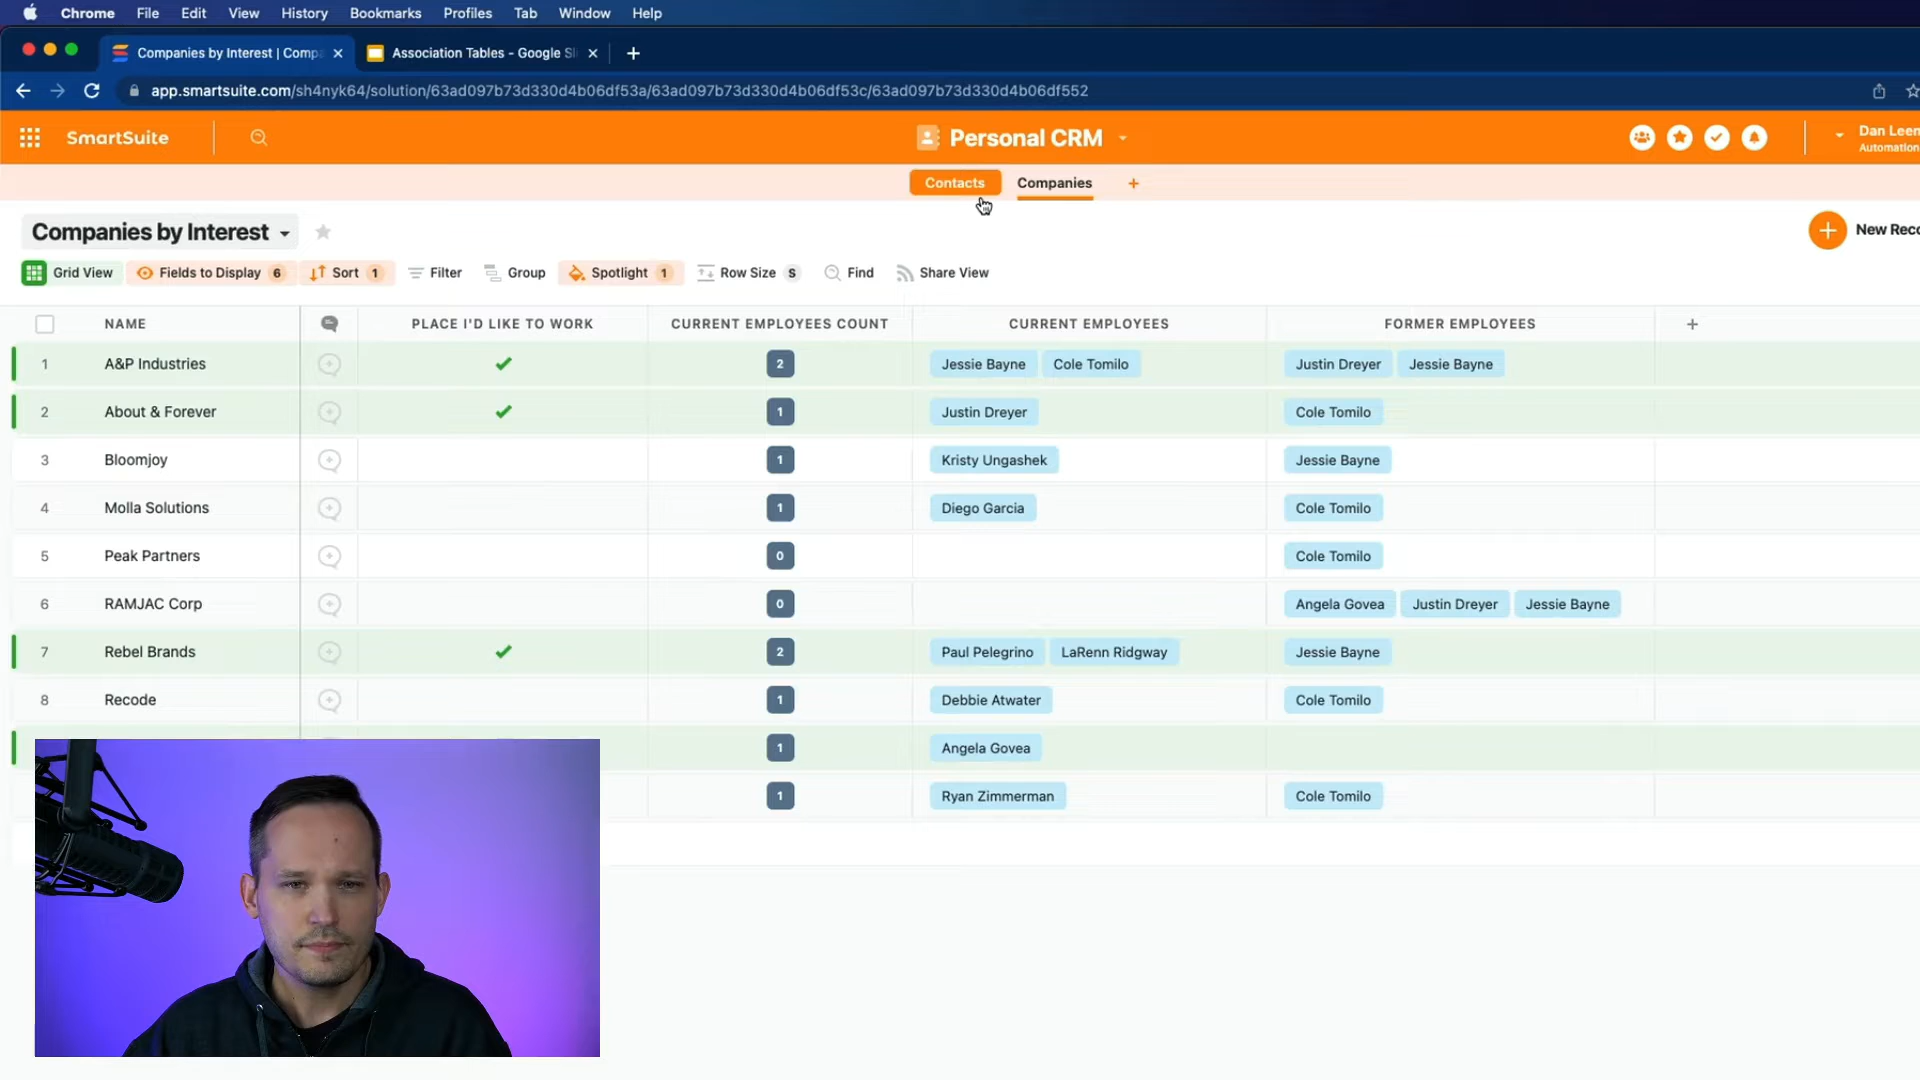 Chrome File Edit View History Bookmarks Profiles Tab Window Help
Companies by Interest | Comp Association Tables - Google Sl
app.smartsuite.com/sh4nyk64/solution/63ad097b73d330d4b06df53a/63ad097b73d330d4b06df53c/63ad097b73d330d4b06df552
SmartSuite Personal CRM Dan Leem
Automation
Contacts Companies +
Companies by Interest New Reco
Grid View Fields to Display 6 Sort 1 Filter Group Spotlight 1 Row Size S Find Share View
NAME PLACE I'D LIKE TO WORK CURRENT EMPLOYEES COUNT CURRENT EMPLOYEES FORMER EMPLOYEES +
1 A&P Industries 2 Jessie Bayne Cole Tomilo Justin Dreyer Jessie Bayne
2 About & Forever 1 Justin Dreyer Cole Tomilo
3 Bloomjoy 1 Kristy Ungashek Jessie Bayne
4 Molla Solutions 1 Diego Garcia Cole Tomilo
5 Peak Partners 0 Cole Tomilo
6 RAMJAC Corp 0 Angela Govea Justin Dreyer Jessie Bayne
7 Rebel Brands 2 Paul Pelegrino LaRenn Ridgway Jessie Bayne
8 Recode 1 Debbie Atwater Cole Tomilo
1 Angela Govea
1 Ryan Zimmerman Cole Tomilo